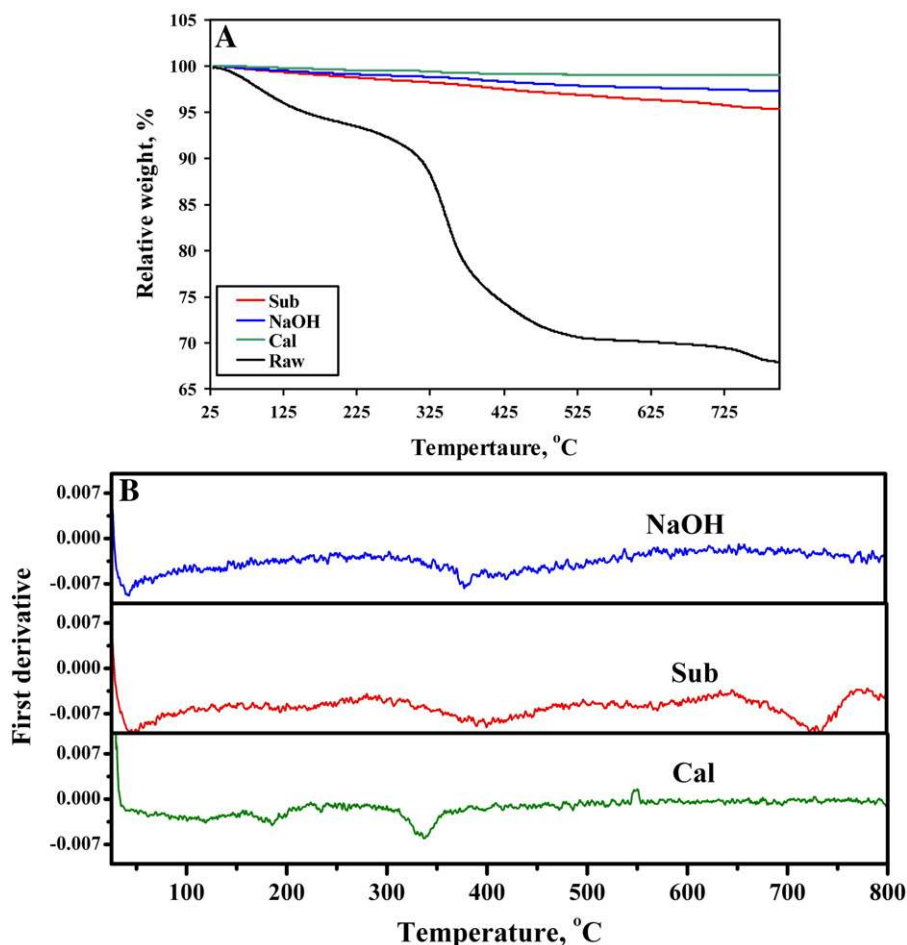 A
105
100
95
90
85
80
75
70
65
Relative weight, %
Sub
NaOH
Cal
Raw
25 125 225 325 425 525 625 725
Tempertaure, °C
B
NaOH
0.007
0.000
-0.007
Sub
0.007
0.000
-0.007
Cal
0.007
0.000
-0.007
First derivative
100 200 300 400 500 600 700 800
Temperature, °C